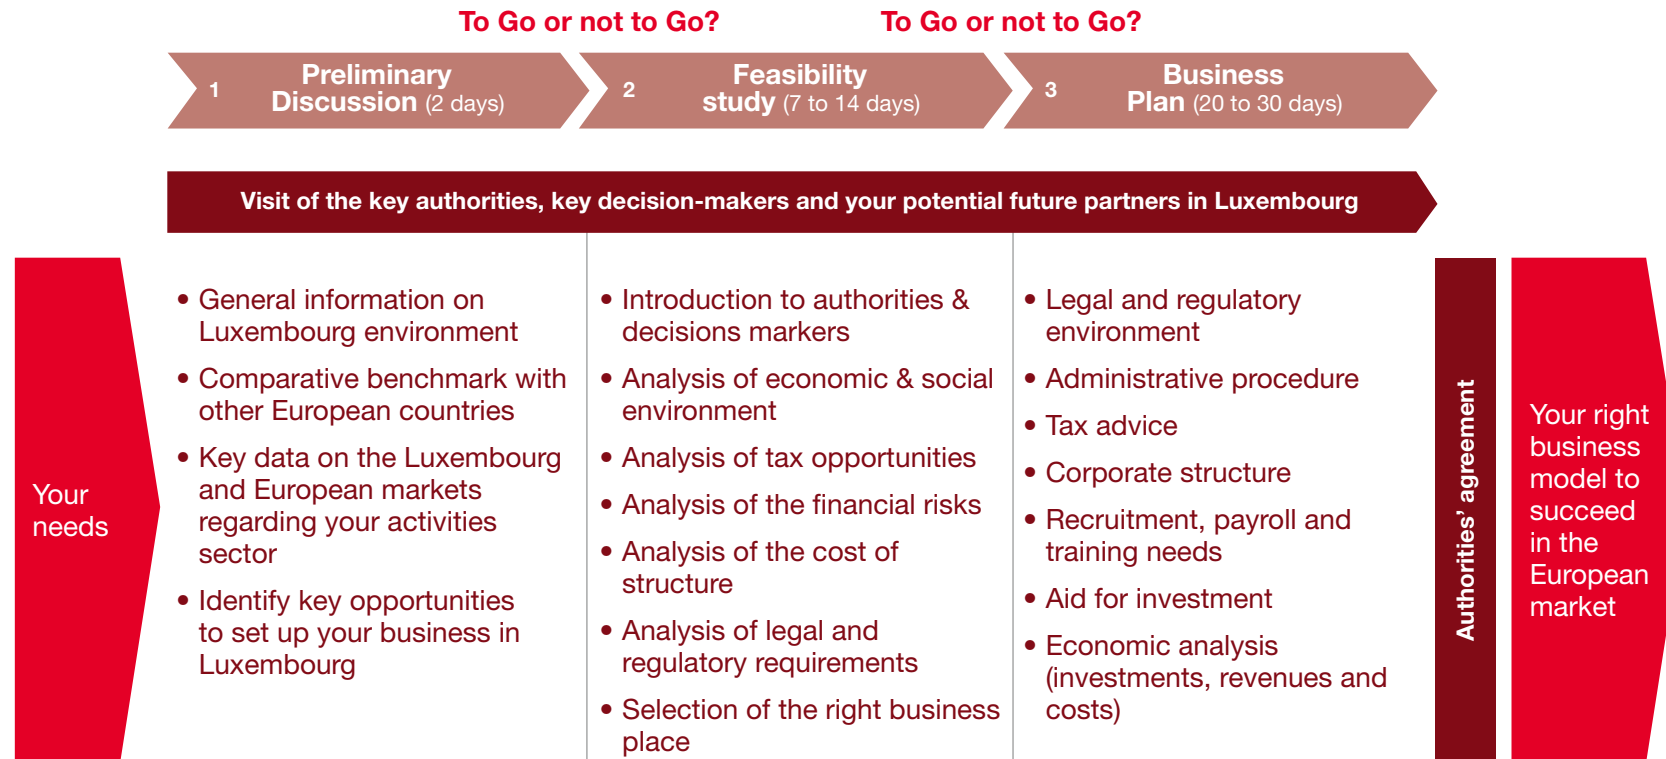 To Go or not to Go?
To Go or not to Go?
1
Preliminary
Discussion (2 days)
2
Feasibility
study (7 to 14 days)
3
Business
Plan (20 to 30 days)
Visit of the key authorities, key decision-makers and your potential future partners in Luxembourg
Your
needs
• General information on
Luxembourg environment
• Comparative benchmark with
other European countries
• Key data on the Luxembourg
and European markets
regarding your activities
sector
• Identify key opportunities
to set up your business in
Luxembourg
• Introduction to authorities &
decisions markers
• Analysis of economic & social
environment
• Analysis of tax opportunities
• Analysis of the financial risks
• Analysis of the cost of
structure
• Analysis of legal and
regulatory requirements
• Selection of the right business
place
• Legal and regulatory
environment
• Administrative procedure
• Tax advice
• Corporate structure
• Recruitment, payroll and
training needs
• Aid for investment
• Economic analysis
(investments, revenues and
costs)
Authorities’ agreement
Your right
business
model to
succeed
in the
European
market